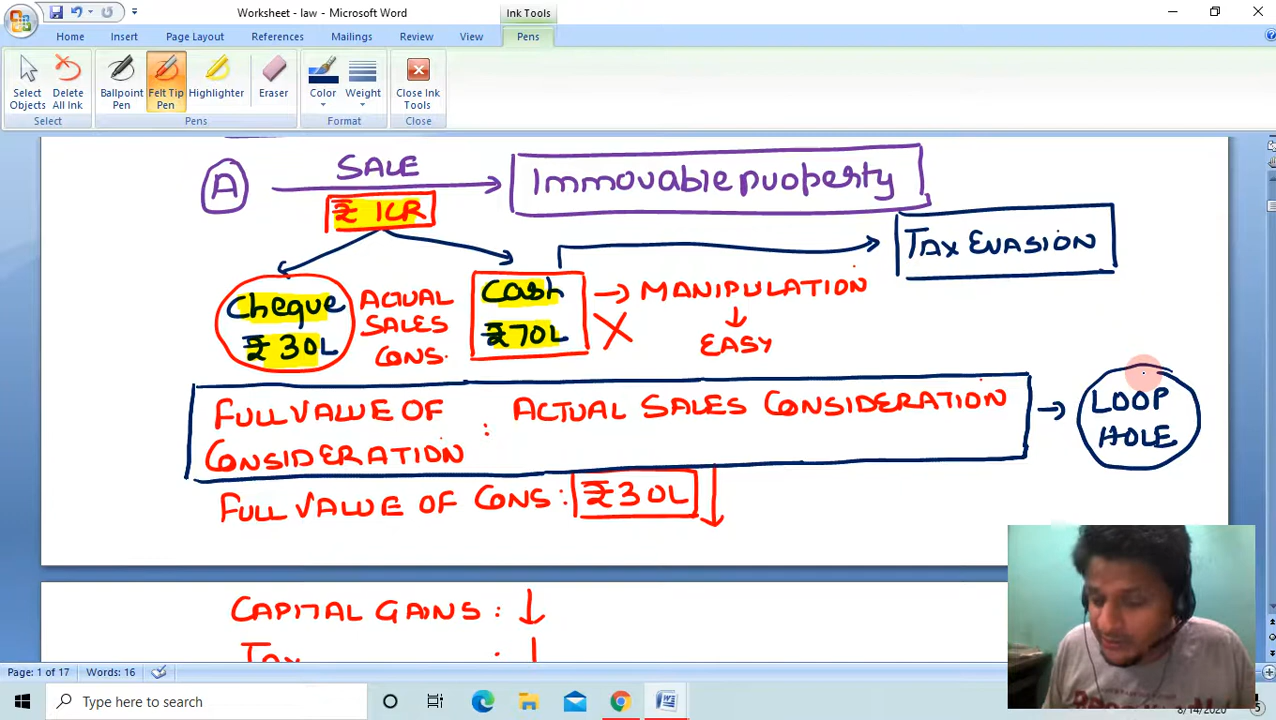 Worksheet - law - Microsoft Word
Ink Tools
Home Insert Page Layout References Mailings Review View Pens
Select Objects
Delete All Ink
Ballpoint Pen
Felt Tip Pen
Highlighter
Eraser
Color
Weight
Close Ink Tools
Select Pens Format Close
A SALE Immovable property
₹ 1CR
TAX EVASION
Cheque
₹ 30L
ACTUAL
SALES
CONS.
Cash
₹70L
X
MANIPULATION
EASY
FULL VALUE OF
CONSIDERATION
: ACTUAL SALES CONSIDERATION
LOOP
HOLE
FULL VALUE OF CONS: ₹30L
CAPITAL GAINS :
TAX :
Page: 1 of 17 Words: 16
Type here to search
8/14/2020